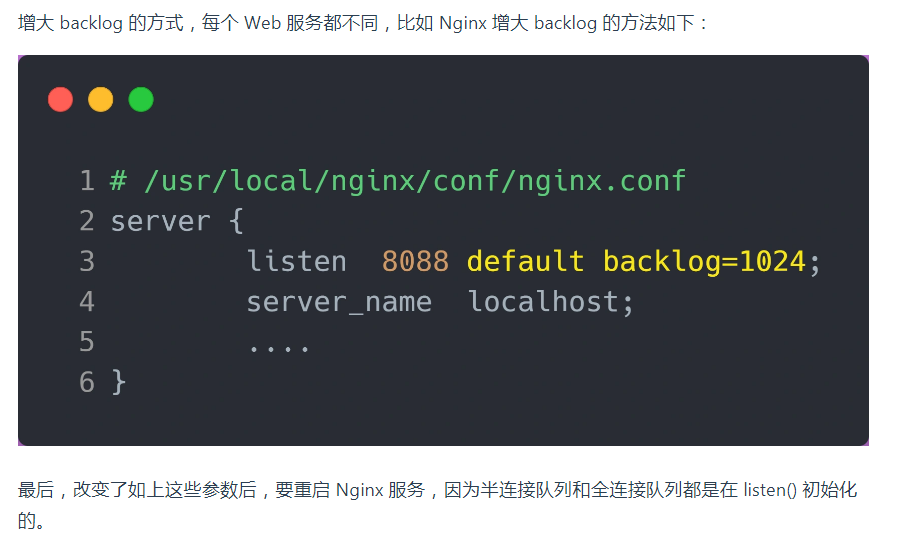 增大 backlog 的方式，每个 Web 服务都不同，比如 Nginx 增大 backlog 的方法如下：
1 # /usr/local/nginx/conf/nginx.conf
2 server {
3 listen 8088 default backlog=1024;
4 server_name localhost;
5 ....
6 }
最后，改变了如上这些参数后，要重启 Nginx 服务，因为半连接队列和全连接队列都是在 listen() 初始化
的。